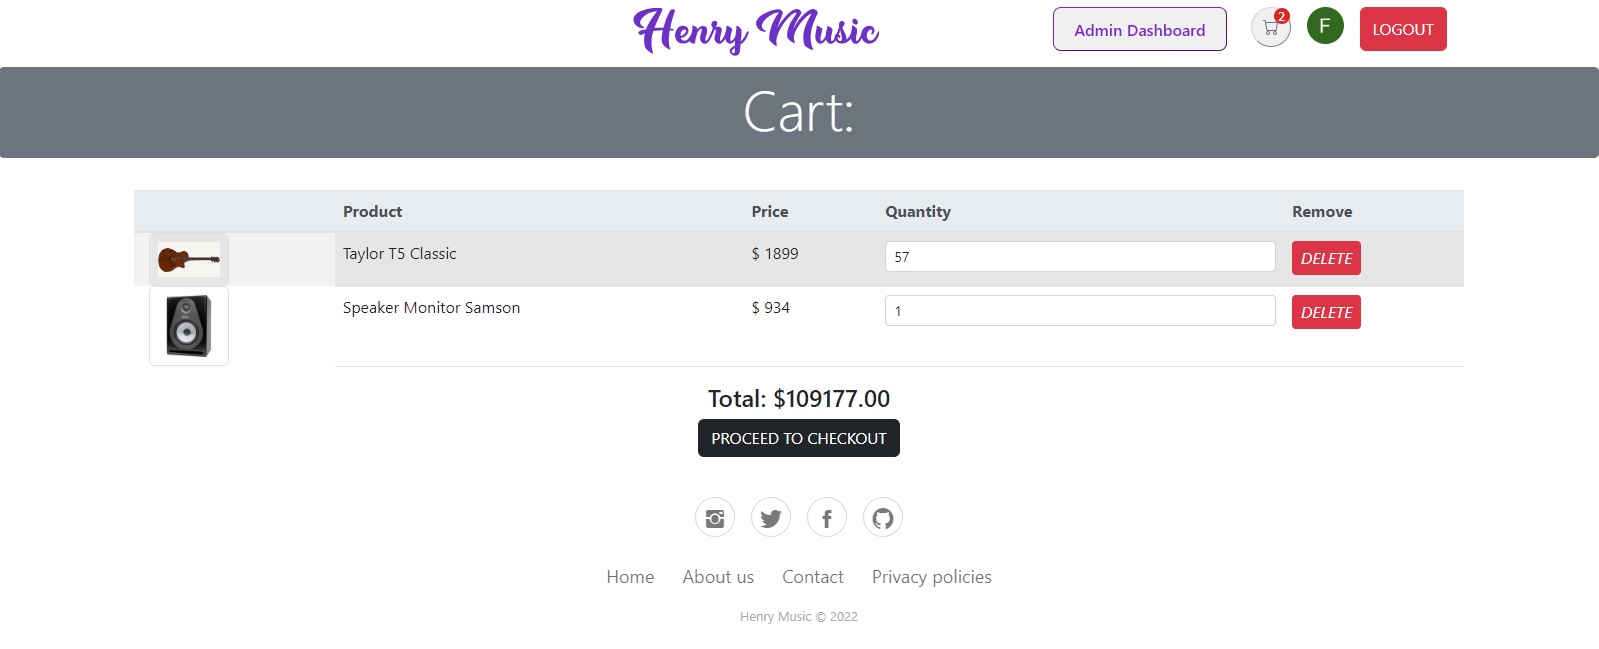 Henry Music
Admin Dashboard
2
F
LOGOUT
Cart:
Product Price Quantity Remove
Taylor T5 Classic $ 1899 57 DELETE
Speaker Monitor Samson $ 934 1 DELETE
Total: $109177.00
PROCEED TO CHECKOUT
Home About us Contact Privacy policies
Henry Music © 2022